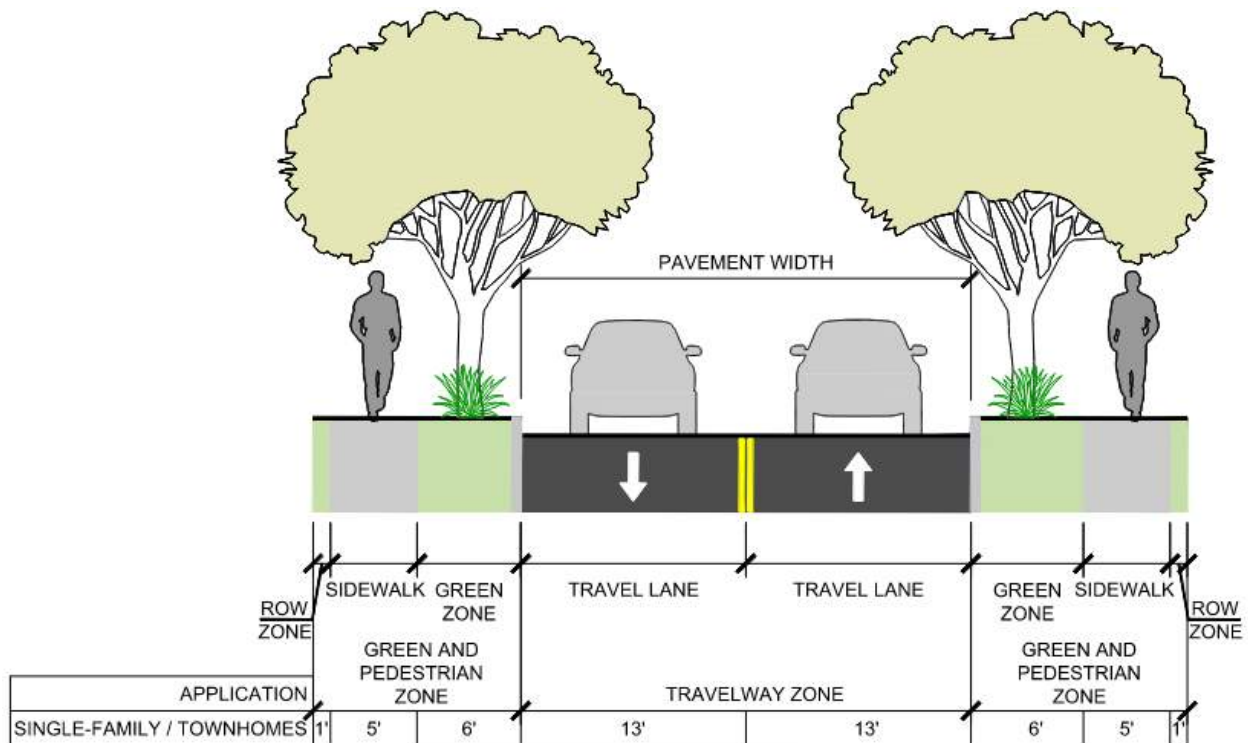 PAVEMENT WIDTH
SIDEWALK GREEN TRAVEL LANE TRAVEL LANE GREEN SIDEWALK
ROW ZONE ZONE ROW
ZONE ZONE
GREEN AND GREEN AND
PEDESTRIAN PEDESTRIAN
APPLICATION ZONE TRAVELWAY ZONE ZONE
SINGLE-FAMILY / TOWNHOMES 1' 5' 6' 13' 13' 6' 5' 1'